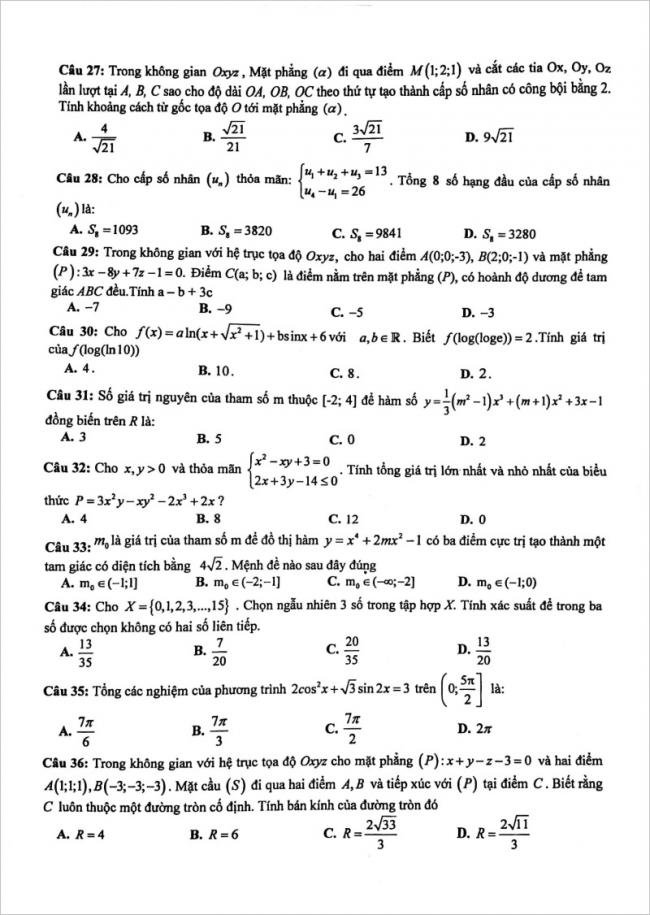 Câu 27: Trong không gian Oxyz, Mặt phẳng (α) đi qua điểm M(1;2;1) và cắt các tia Ox, Oy, Oz
lần lượt tại A, B, C sao cho độ dài OA, OB, OC theo thứ tự tạo thành cấp số nhân có công bội bằng 2.
Tính khoảng cách từ gốc tọa độ O tới mặt phẳng (α).
A. 4/√21 B. √21/21 C. 3√21/7 D. 9√21
Câu 28: Cho cấp số nhân (uₙ) thỏa mãn: {u₁ + u₂ + u₃ = 13; u₄ − u₁ = 26. Tổng 8 số hạng đầu của cấp số nhân
(uₙ) là:
A. S₈ = 1093 B. S₈ = 3820 C. S₈ = 9841 D. S₈ = 3280
Câu 29: Trong không gian với hệ trục tọa độ Oxyz, cho hai điểm A(0;0;-3), B(2;0;-1) và mặt phẳng
(P): 3x − 8y + 7z − 1 = 0. Điểm C(a; b; c) là điểm nằm trên mặt phẳng (P), có hoành độ dương để tam
giác ABC đều.Tính a – b + 3c
A. −7 B. −9 C. −5 D. −3
Câu 30: Cho f(x) = a ln(x + √(x² + 1)) + b sin x + 6 với a, b ∈ ℝ. Biết f(log(loge)) = 2.Tính giá trị
của f(log(ln10))
A. 4. B. 10. C. 8. D. 2.
Câu 31: Số giá trị nguyên của tham số m thuộc [-2; 4] để hàm số y = 1/3(m² − 1)x³ + (m + 1)x² + 3x − 1
đồng biến trên R là:
A. 3 B. 5 C. 0 D. 2
Câu 32: Cho x, y > 0 và thỏa mãn {x² − xy + 3 = 0; 2x + 3y − 14 ≤ 0. Tính tổng giá trị lớn nhất và nhỏ nhất của biểu
thức P = 3x²y − xy² − 2x³ + 2x ?
A. 4 B. 8 C. 12 D. 0
Câu 33: m₀ là giá trị của tham số m để đồ thị hàm y = x⁴ + 2mx² − 1 có ba điểm cực trị tạo thành một
tam giác có diện tích bằng 4√2. Mệnh đề nào sau đây đúng
A. m₀ ∈ (−1;1] B. m₀ ∈ (−2;−1] C. m₀ ∈ (−∞;−2] D. m₀ ∈ (−1;0)
Câu 34: Cho X = {0,1,2,3,...,15}. Chọn ngẫu nhiên 3 số trong tập hợp X. Tính xác suất để trong ba
số được chọn không có hai số liên tiếp.
A. 13/35 B. 7/20 C. 20/35 D. 13/20
Câu 35: Tổng các nghiệm của phương trình 2cos²x + √3 sin 2x = 3 trên (0; 5π/2] là:
A. 7π/6 B. 7π/3 C. 7π/2 D. 2π
Câu 36: Trong không gian với hệ trục tọa độ Oxyz cho mặt phẳng (P): x + y − z − 3 = 0 và hai điểm
A(1;1;1), B(−3;−3;−3). Mặt cầu (S) đi qua hai điểm A, B và tiếp xúc với (P) tại điểm C. Biết rằng
C luôn thuộc một đường tròn cố định. Tính bán kính của đường tròn đó
A. R = 4 B. R = 6 C. R = 2√33/3 D. R = 2√11/3